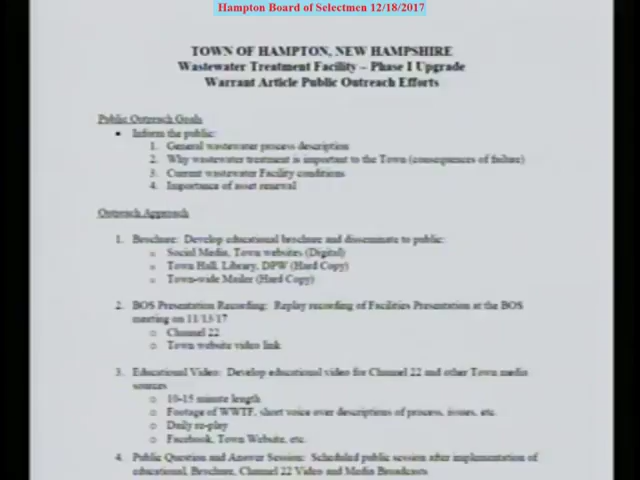 Hampton Board of Selectmen 12/18/2017
TOWN OF HAMPTON, NEW HAMPSHIRE
Wastewater Treatment Facility – Phase I Upgrade
Warrant Article Public Outreach Efforts
Public Outreach Goals
• Inform the public:
1. General wastewater process description
2. Why wastewater treatment is important to the Town (consequences of failure)
3. Current wastewater Facility conditions
4. Importance of asset renewal
Outreach Approach
1. Brochure: Develop educational brochure and disseminate to public:
o Social Media, Town websites (Digital)
o Town Hall, Library, DPW (Hard Copy)
o Town-wide Mailer (Hard Copy)
2. BOS Presentation Recording: Replay recording of Facilities Presentation at the BOS
meeting on 11/13/17
o Channel 22
o Town website video link
3. Educational Video: Develop educational video for Channel 22 and other Town media
sources
o 10-15 minute length
o Footage of WWTF, short voice over descriptions of process, issues, etc.
o Daily re-play
o Facebook, Town Website, etc.
4. Public Question and Answer Session: Scheduled public session after implementation of
educational, Brochure, Channel 22 Video and Media Broadcasts